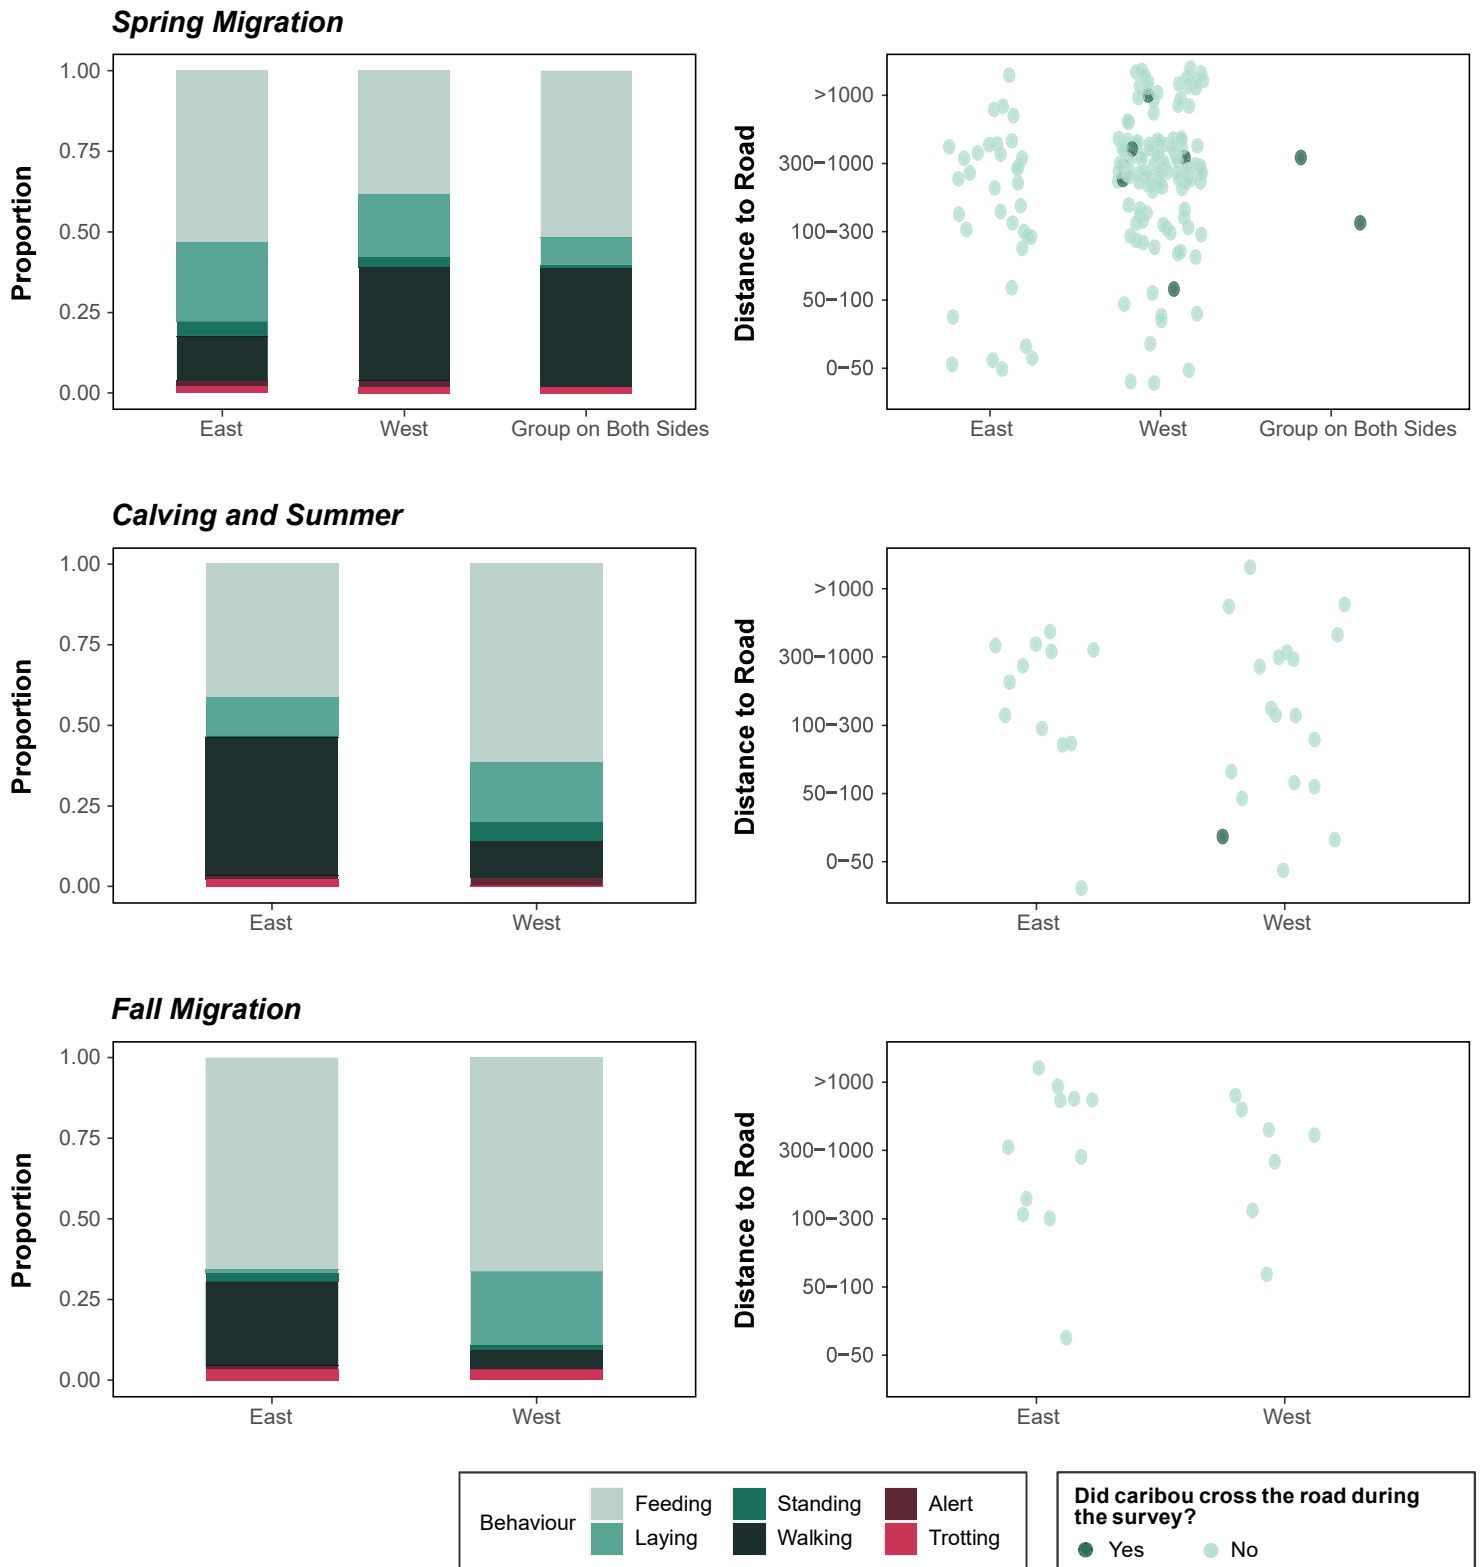 Spring Migration
Proportion
1.00
0.75
0.50
0.25
0.00
East West Group on Both Sides
Distance to Road
>1000
300−1000
100−300
50−100
0−50
East West Group on Both Sides
Calving and Summer
Proportion
1.00
0.75
0.50
0.25
0.00
East West
Distance to Road
>1000
300−1000
100−300
50−100
0−50
East West
Fall Migration
Proportion
1.00
0.75
0.50
0.25
0.00
East West
Distance to Road
>1000
300−1000
100−300
50−100
0−50
East West
Behaviour
Feeding Standing Alert
Laying Walking Trotting
Did caribou cross the road during
the survey?
Yes No